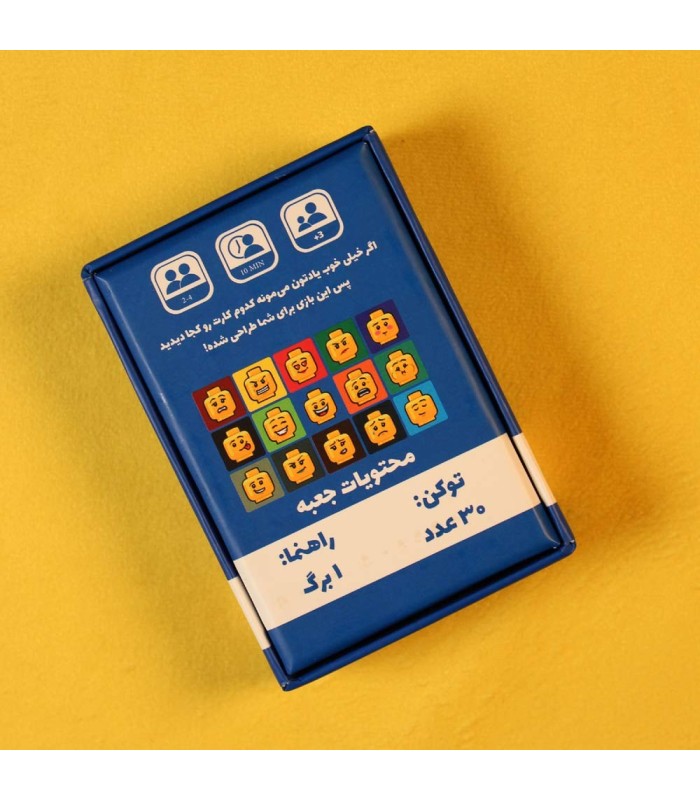 2-4
10 MIN
+3
اگر خیلی خوب یادتون می‌مونه کدوم کارت رو کجا دیدید
پس این بازی برای شما طراحی شده!
محتویات جعبه
توکن:
۳۰ عدد
راهنما:
۱ برگ